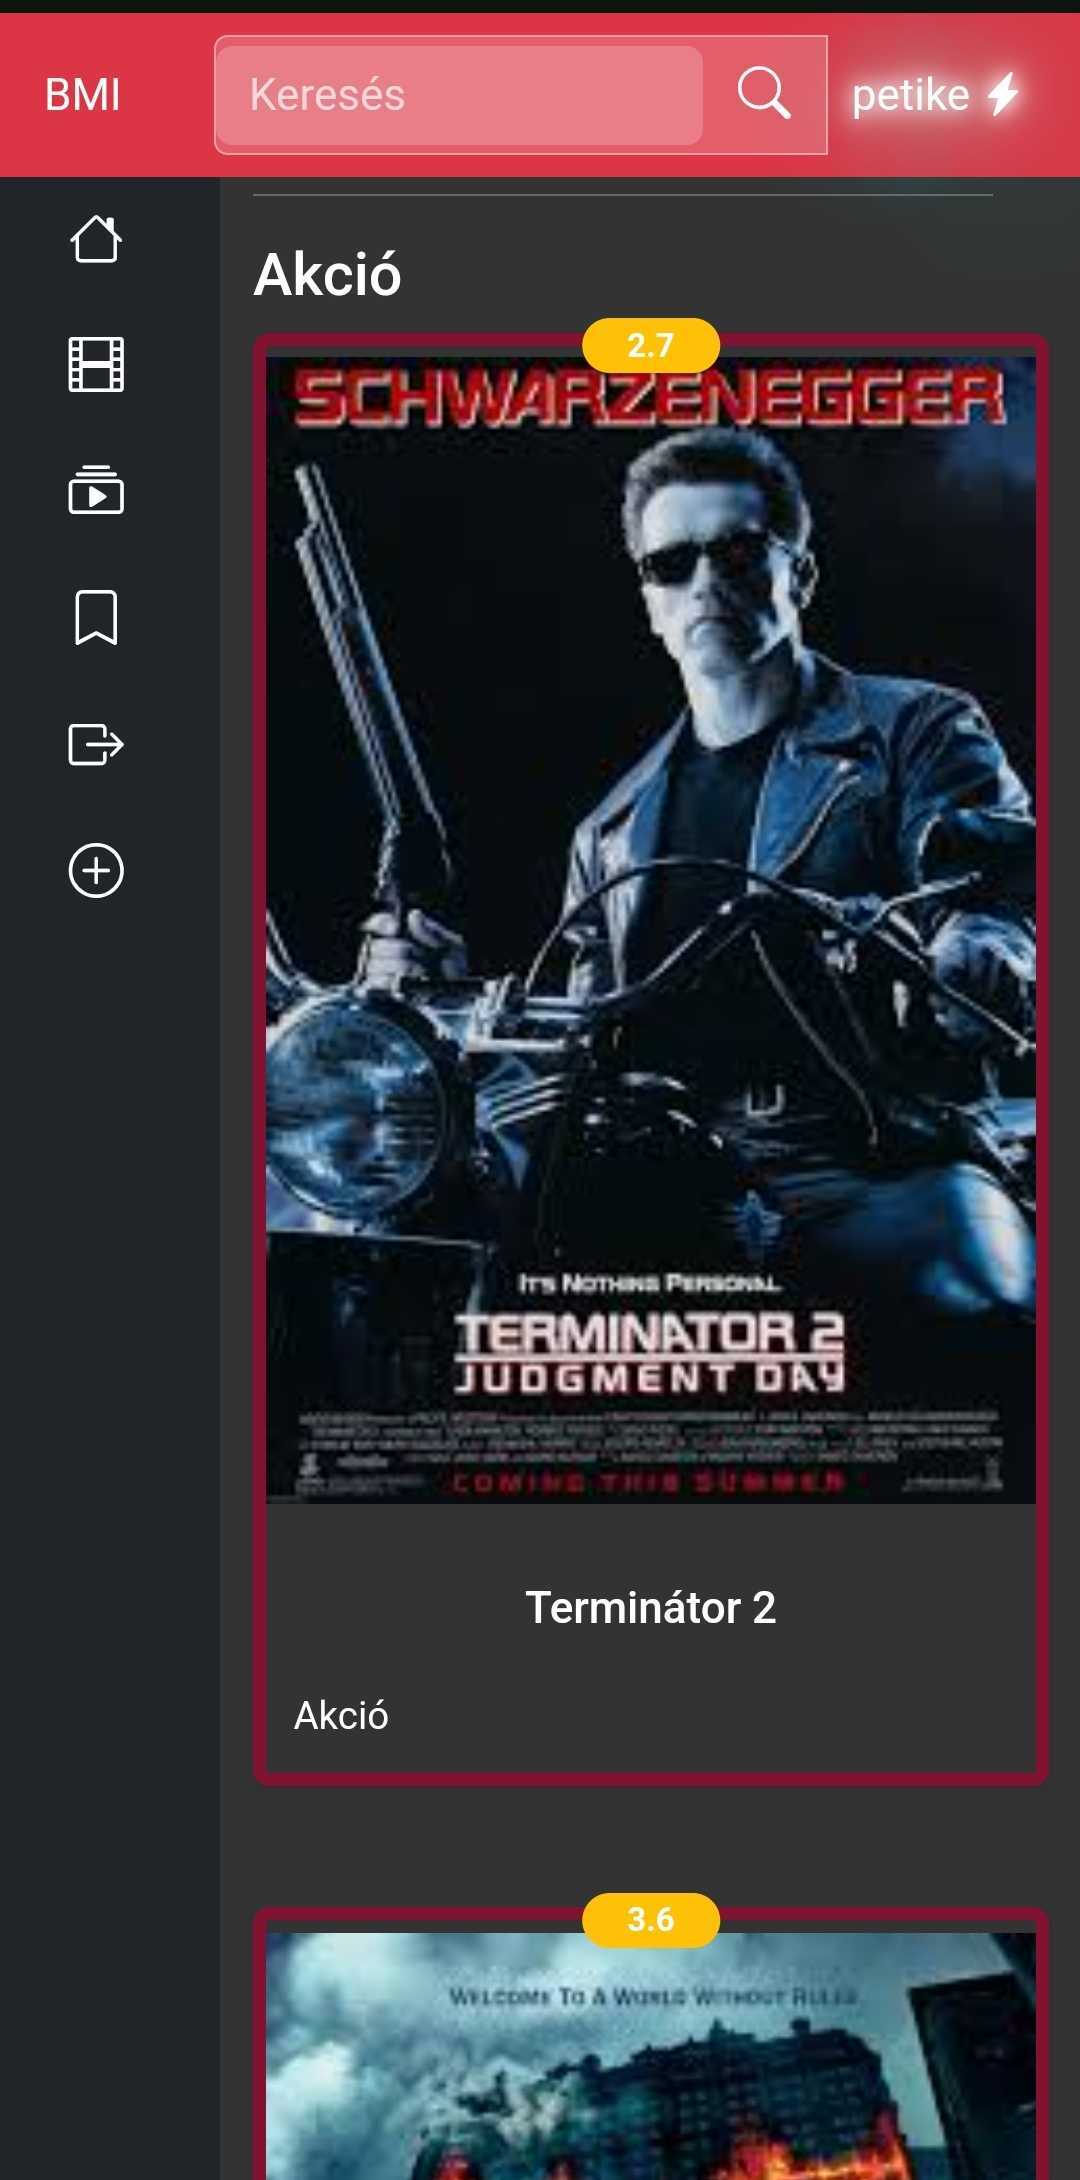 BMI
Keresés
petike
Akció
2.7
SCHWARZENEGGER
IT'S NOTHING PERSONAL.
TERMINATOR 2
JUDGMENT DAY
COMING THIS SUMMER
Terminátor 2
Akció
3.6
WELCOME TO A WORLD WITHOUT RULES